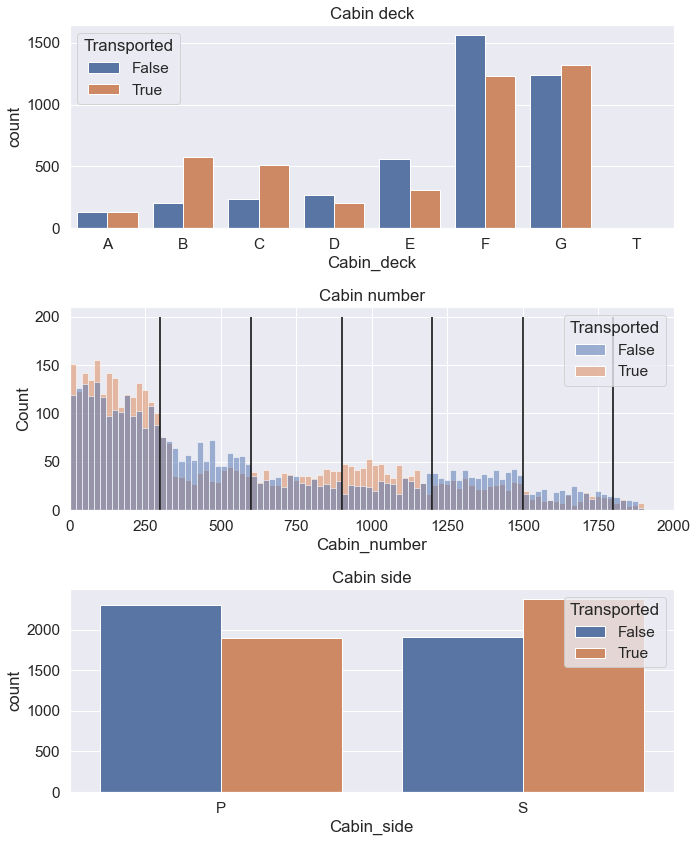 Cabin deck
Transported
False
True
count
1500
1000
500
0
A B C D E F G T
Cabin_deck
Cabin number
Transported
False
True
Count
200
150
100
50
0
0 250 500 750 1000 1250 1500 1750 2000
Cabin_number
Cabin side
Transported
False
True
count
2000
1500
1000
500
0
P S
Cabin_side